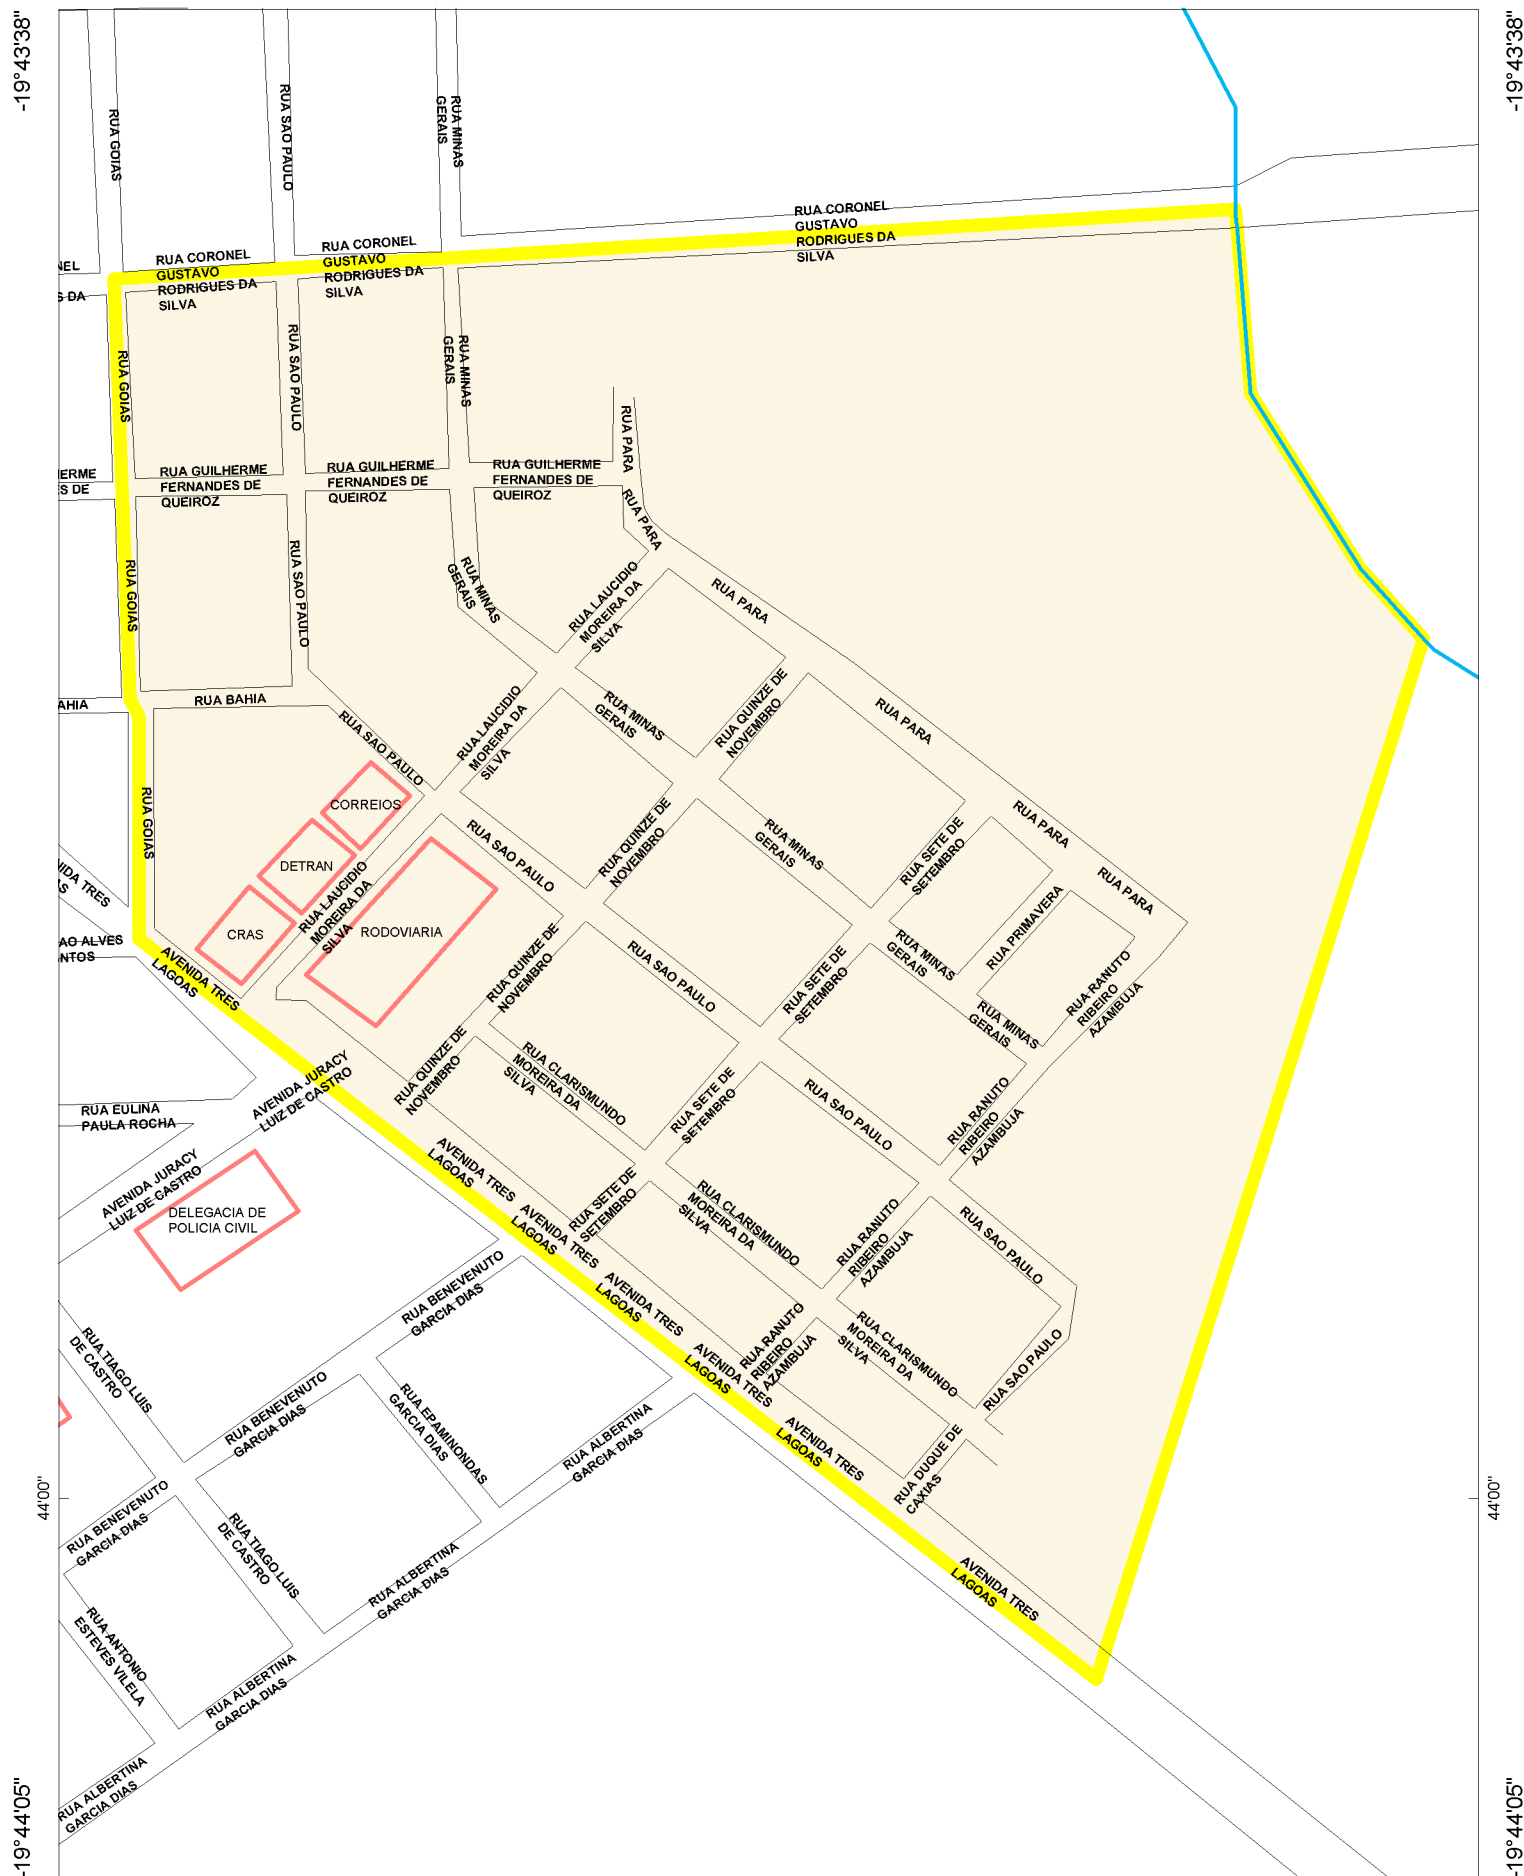 -19°43'38"
-19°43'38"
RUA GOIAS
RUA SAO PAULO
RUA MINAS
GERAIS
RUA CORONEL
GUSTAVO
RODRIGUES DA
SILVA
RUA CORONEL
GUSTAVO
RODRIGUES DA
SILVA
RUA CORONEL
GUSTAVO
RODRIGUES DA
SILVA
NEL
S DA
RUA GOIAS
RUA SAO PAULO
RUA MINAS
GERAIS
RUA PARA
ERME
S DE
RUA GUILHERME
FERNANDES DE
QUEIROZ
RUA GUILHERME
FERNANDES DE
QUEIROZ
RUA GUILHERME
FERNANDES DE
QUEIROZ
RUA PARA
RUA GOIAS
RUA SAO PAULO
RUA MINAS
GERAIS
RUA LAUCIDIO
MOREIRA DA
SILVA
RUA PARA
AHIA
RUA BAHIA
RUA SAO PAULO
RUA LAUCIDIO
MOREIRA DA
SILVA
RUA MINAS
GERAIS
RUA QUINZE DE
NOVEMBRO
RUA PARA
RUA GOIAS
CORREIOS
DETRAN
CRAS
RODOVIARIA
RUA LAUCIDIO
MOREIRA DA
SILVA
RUA SAO PAULO
RUA QUINZE DE
NOVEMBRO
RUA MINAS
GERAIS
RUA SETE DE
SETEMBRO
RUA PARA
RUA PARA
RUA PRIMAVERA
VIDA TRES
AS
AO ALVES
NTOS
AVENIDA TRES
LAGOAS
RUA QUINZE DE
NOVEMBRO
RUA SAO PAULO
RUA SETE DE
SETEMBRO
RUA MINAS
GERAIS
RUA MINAS
GERAIS
RUA RANUTO
RIBEIRO
AZAMBUJA
RUA EULINA
PAULA ROCHA
AVENIDA JURACY
LUIZ DE CASTRO
RUA QUINZE DE
NOVEMBRO
RUA CLARISMUNDO
MOREIRA DA
SILVA
RUA SETE DE
SETEMBRO
RUA SAO PAULO
RUA RANUTO
RIBEIRO
AZAMBUJA
AVENIDA JURACY
LUIZ DE CASTRO
DELEGACIA DE
POLICIA CIVIL
AVENIDA TRES
LAGOAS
AVENIDA TRES
LAGOAS
RUA SETE DE
SETEMBRO
RUA CLARISMUNDO
MOREIRA DA
SILVA
RUA RANUTO
RIBEIRO
AZAMBUJA
RUA SAO PAULO
RUA BENEVENUTO
GARCIA DIAS
AVENIDA TRES
LAGOAS
RUA RANUTO
RIBEIRO
AZAMBUJA
RUA CLARISMUNDO
MOREIRA DA
SILVA
RUA SAO PAULO
RUA TIAGO LUIS
DE CASTRO
RUA BENEVENUTO
GARCIA DIAS
RUA EPAMINONDAS
GARCIA DIAS
RUA ALBERTINA
GARCIA DIAS
AVENIDA TRES
LAGOAS
AVENIDA TRES
LAGOAS
RUA DUQUE DE
CAXIAS
44'00"
44'00"
RUA BENEVENUTO
GARCIA DIAS
RUA TIAGO LUIS
DE CASTRO
RUA ALBERTINA
GARCIA DIAS
AVENIDA TRES
LAGOAS
RUA ANTONIO
ESTEVES VILELA
RUA ALBERTINA
GARCIA DIAS
RUA ALBERTINA
GARCIA DIAS
-19°44'05"
-19°44'05"